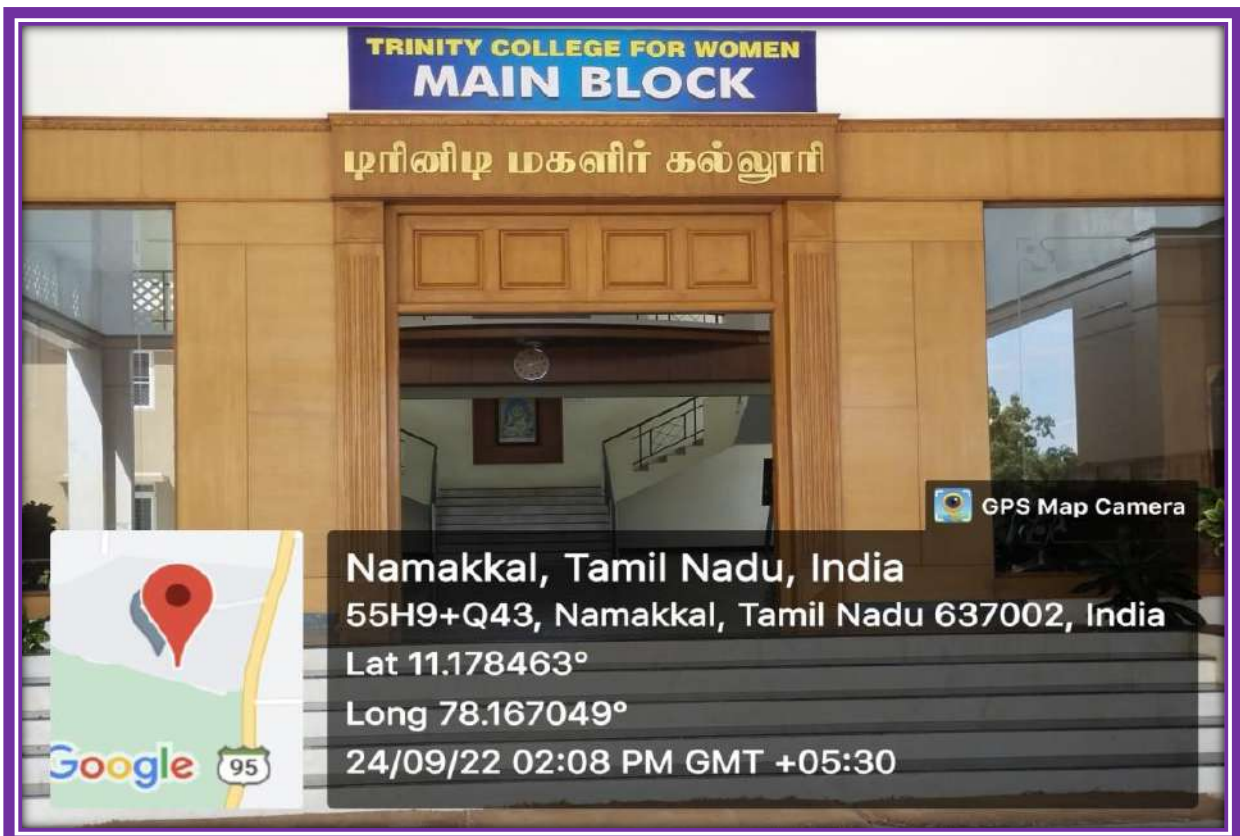 TRINITY COLLEGE FOR WOMEN
MAIN BLOCK
டிரினிடி மகளிர் கல்லூரி
GPS Map Camera
Namakkal, Tamil Nadu, India
55H9+Q43, Namakkal, Tamil Nadu 637002, India
Lat 11.178463°
Long 78.167049°
24/09/22 02:08 PM GMT +05:30
Google
95